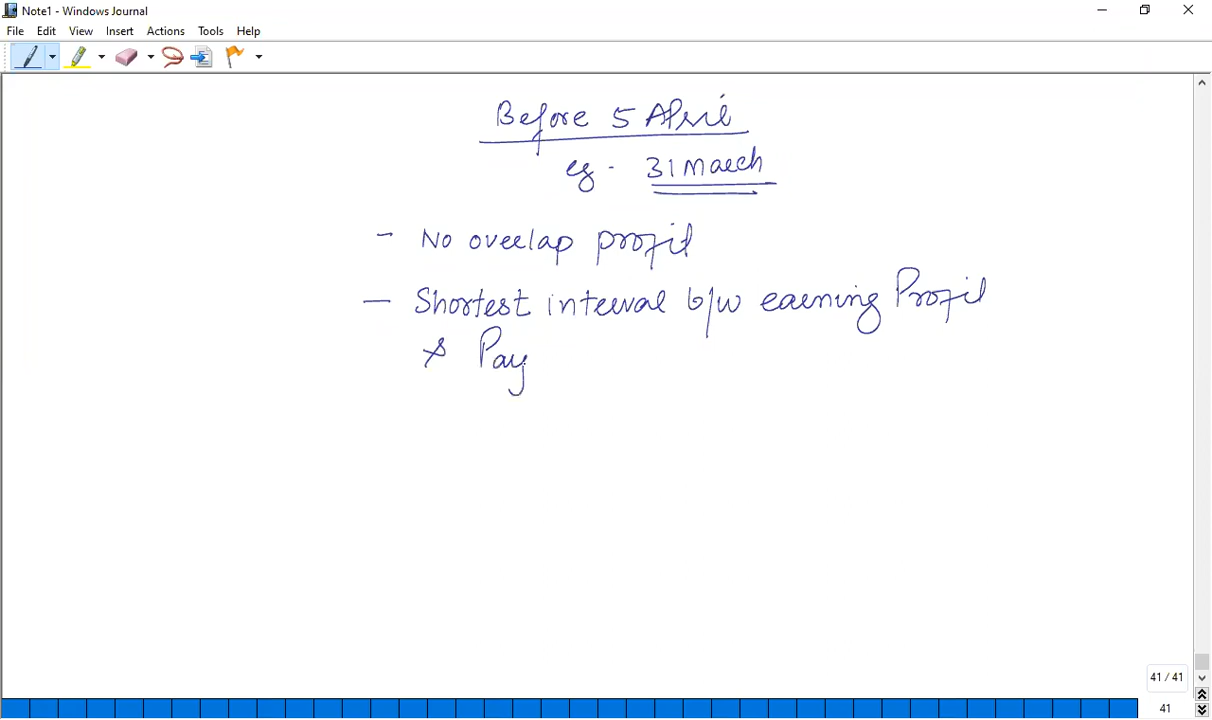 Note1 - Windows Journal
File Edit View Insert Actions Tools Help
Before 5 April
eg - 31 March
- No overlap profit
- Shortest interval b/w earning Profit
& Pay
41 / 41
41